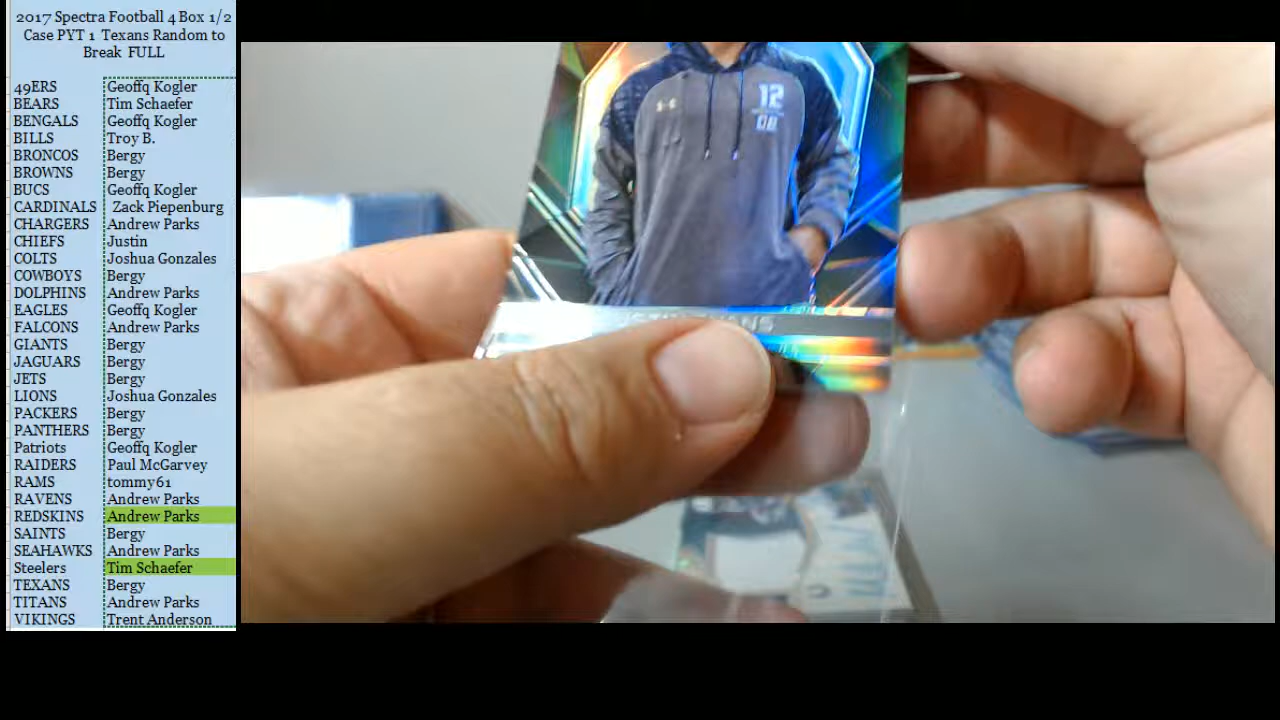 2017 Spectra Football 4 Box 1/2
Case PYT 1 Texans Random to
Break FULL
49ERS Geoffq Kogler
BEARS Tim Schaefer
BENGALS Geoffq Kogler
BILLS Troy B.
BRONCOS Bergy
BROWNS Bergy
BUCS Geoffq Kogler
CARDINALS Zack Piepenburg
CHARGERS Andrew Parks
CHIEFS Justin
COLTS Joshua Gonzales
COWBOYS Bergy
DOLPHINS Andrew Parks
EAGLES Geoffq Kogler
FALCONS Andrew Parks
GIANTS Bergy
JAGUARS Bergy
JETS Bergy
LIONS Joshua Gonzales
PACKERS Bergy
PANTHERS Bergy
Patriots Geoffq Kogler
RAIDERS Paul McGarvey
RAMS tommy61
RAVENS Andrew Parks
REDSKINS Andrew Parks
SAINTS Bergy
SEAHAWKS Andrew Parks
Steelers Tim Schaefer
TEXANS Bergy
TITANS Andrew Parks
VIKINGS Trent Anderson
12